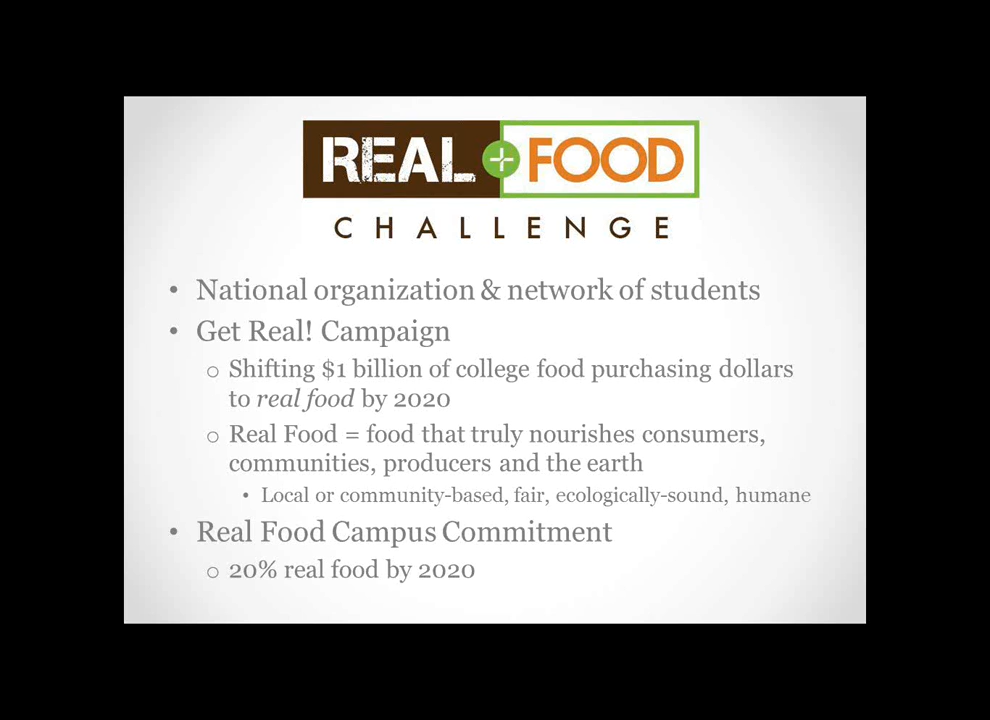 REAL + FOOD
CHALLENGE
• National organization & network of students
• Get Real! Campaign
o Shifting $1 billion of college food purchasing dollars
to real food by 2020
o Real Food = food that truly nourishes consumers,
communities, producers and the earth
• Local or community-based, fair, ecologically-sound, humane
• Real Food Campus Commitment
o 20% real food by 2020